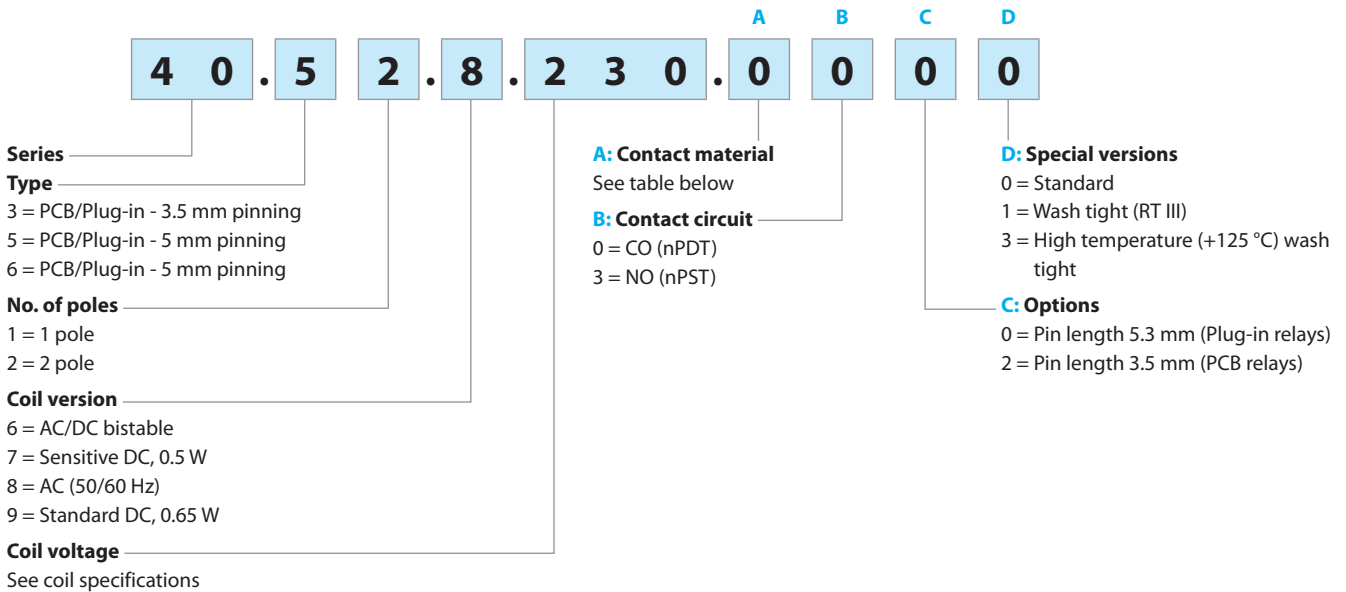 A B C D
4 0 . 5 2 . 8 . 2 3 0 . 0 0 0 0
Series
Type
3 = PCB/Plug-in - 3.5 mm pinning
5 = PCB/Plug-in - 5 mm pinning
6 = PCB/Plug-in - 5 mm pinning
No. of poles
1 = 1 pole
2 = 2 pole
Coil version
6 = AC/DC bistable
7 = Sensitive DC, 0.5 W
8 = AC (50/60 Hz)
9 = Standard DC, 0.65 W
Coil voltage
See coil specifications
A: Contact material
See table below
B: Contact circuit
0 = CO (nPDT)
3 = NO (nPST)
D: Special versions
0 = Standard
1 = Wash tight (RT III)
3 = High temperature (+125 °C) wash
tight
C: Options
0 = Pin length 5.3 mm (Plug-in relays)
2 = Pin length 3.5 mm (PCB relays)